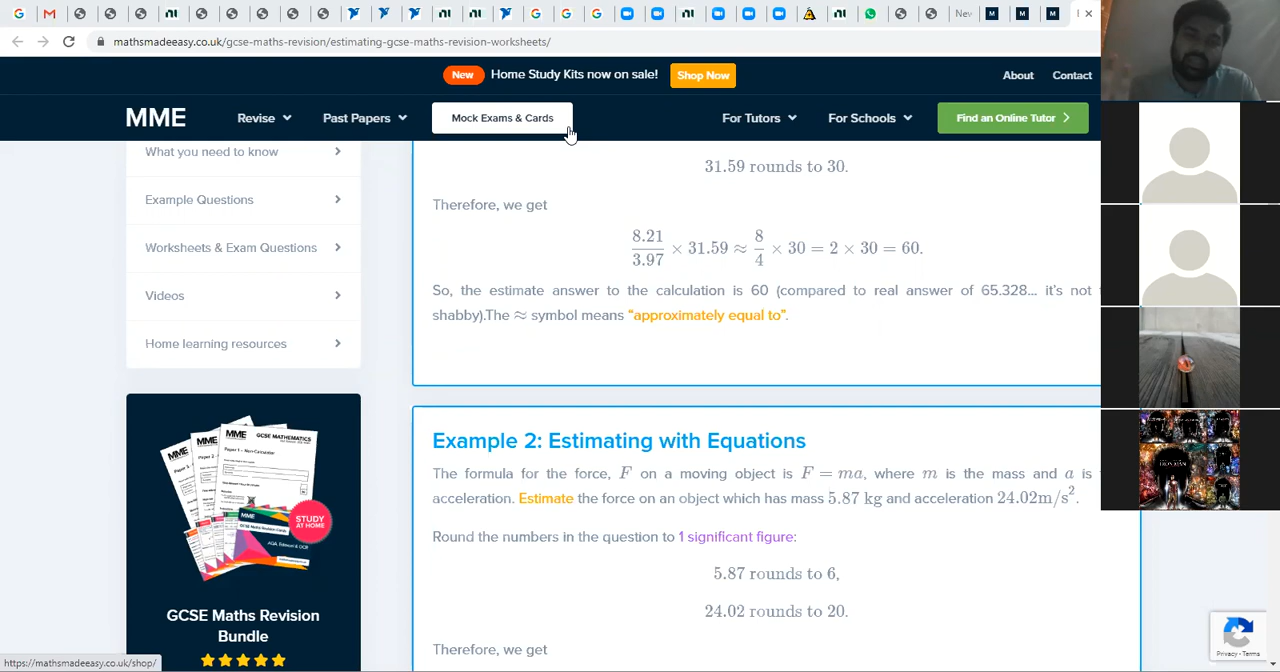 Nev
mathsmadeeasy.co.uk/gcse-maths-revision/estimating-gcse-maths-revision-worksheets/
New Home Study Kits now on sale! Shop Now About Contact
MME Revise Past Papers Mock Exams & Cards For Tutors For Schools Find an Online Tutor
What you need to know
Example Questions
Worksheets & Exam Questions
Videos
Home learning resources
31.59 rounds to 30.
Therefore, we get
8.21/3.97 × 31.59 ≈ 8/4 × 30 = 2 × 30 = 60.
So, the estimate answer to the calculation is 60 (compared to real answer of 65.328... it's not
shabby).The ≈ symbol means "approximately equal to".
Example 2: Estimating with Equations
The formula for the force, F on a moving object is F = ma, where m is the mass and a is
acceleration. Estimate the force on an object which has mass 5.87 kg and acceleration 24.02m/s².
Round the numbers in the question to 1 significant figure:
5.87 rounds to 6,
24.02 rounds to 20.
Therefore, we get
MME GCSE MATHEMATICS
STUDY
AT HOME
GCSE Maths Revision
Bundle
https://mathsmadeeasy.co.uk/shop/
Privacy - Terms